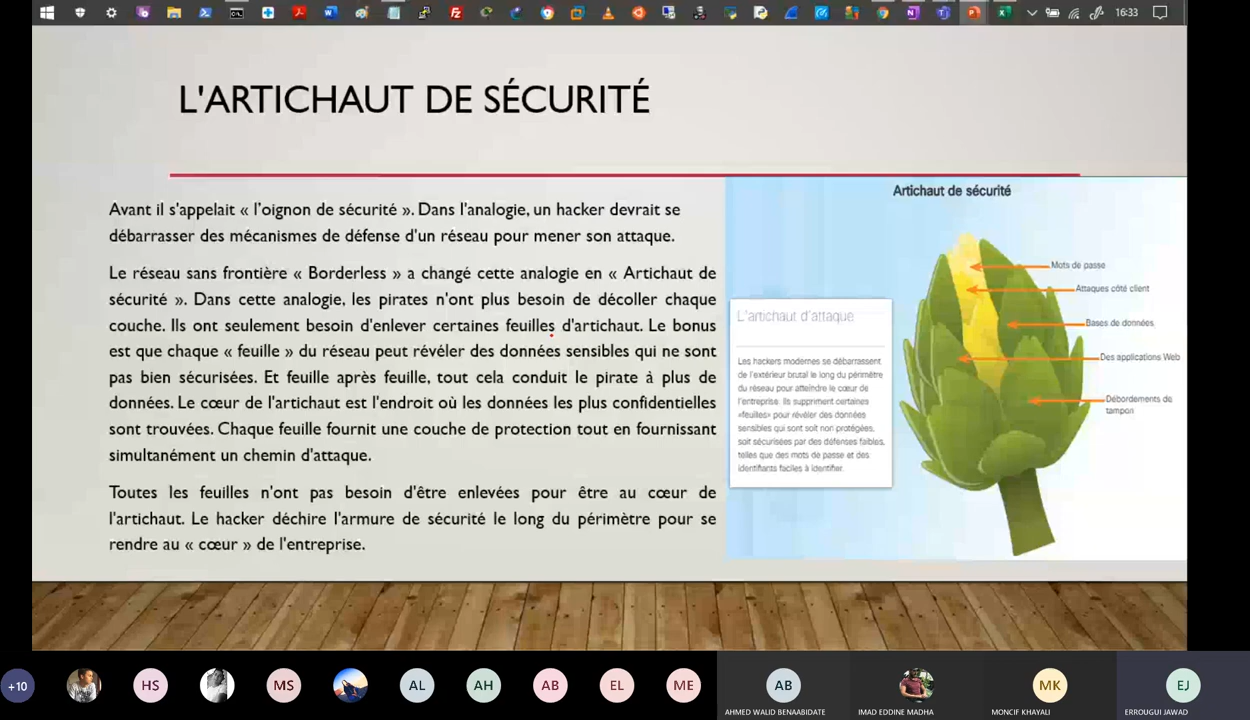 16:33
L'ARTICHAUT DE SÉCURITÉ
Avant il s'appelait « l'oignon de sécurité ». Dans l'analogie, un hacker devrait se
débarrasser des mécanismes de défense d'un réseau pour mener son attaque.
Le réseau sans frontière « Borderless » a changé cette analogie en « Artichaut de
sécurité ». Dans cette analogie, les pirates n'ont plus besoin de décoller chaque
couche. Ils ont seulement besoin d'enlever certaines feuilles d'artichaut. Le bonus
est que chaque « feuille » du réseau peut révéler des données sensibles qui ne sont
pas bien sécurisées. Et feuille après feuille, tout cela conduit le pirate à plus de
données. Le cœur de l'artichaut est l'endroit où les données les plus confidentielles
sont trouvées. Chaque feuille fournit une couche de protection tout en fournissant
simultanément un chemin d'attaque.
Toutes les feuilles n'ont pas besoin d'être enlevées pour être au cœur de
l'artichaut. Le hacker déchire l'armure de sécurité le long du périmètre pour se
rendre au « cœur » de l'entreprise.
Artichaut de sécurité
Mots de passe
Attaques côté client
Bases de données
Des applications Web
Débordements de
tampon
L'artichaut d'attaque
Les hackers modernes se débarrassent
de l'extérieur brutal le long du périmètre
du réseau pour atteindre le cœur de
l'entreprise. Ils suppriment certaines
«feuilles» pour révéler des données
sensibles qui sont soit non protégées,
soit sécurisées par des défenses faibles,
telles que des mots de passe et des
identifiants faciles à identifier.
+10
HS
MS
AL
AH
AB
EL
ME
AB
MK
EJ
AHMED WALID BENAABIDATE
IMAD EDDINE MADHA
MONCIF KHAYALI
ERROUGUI JAWAD